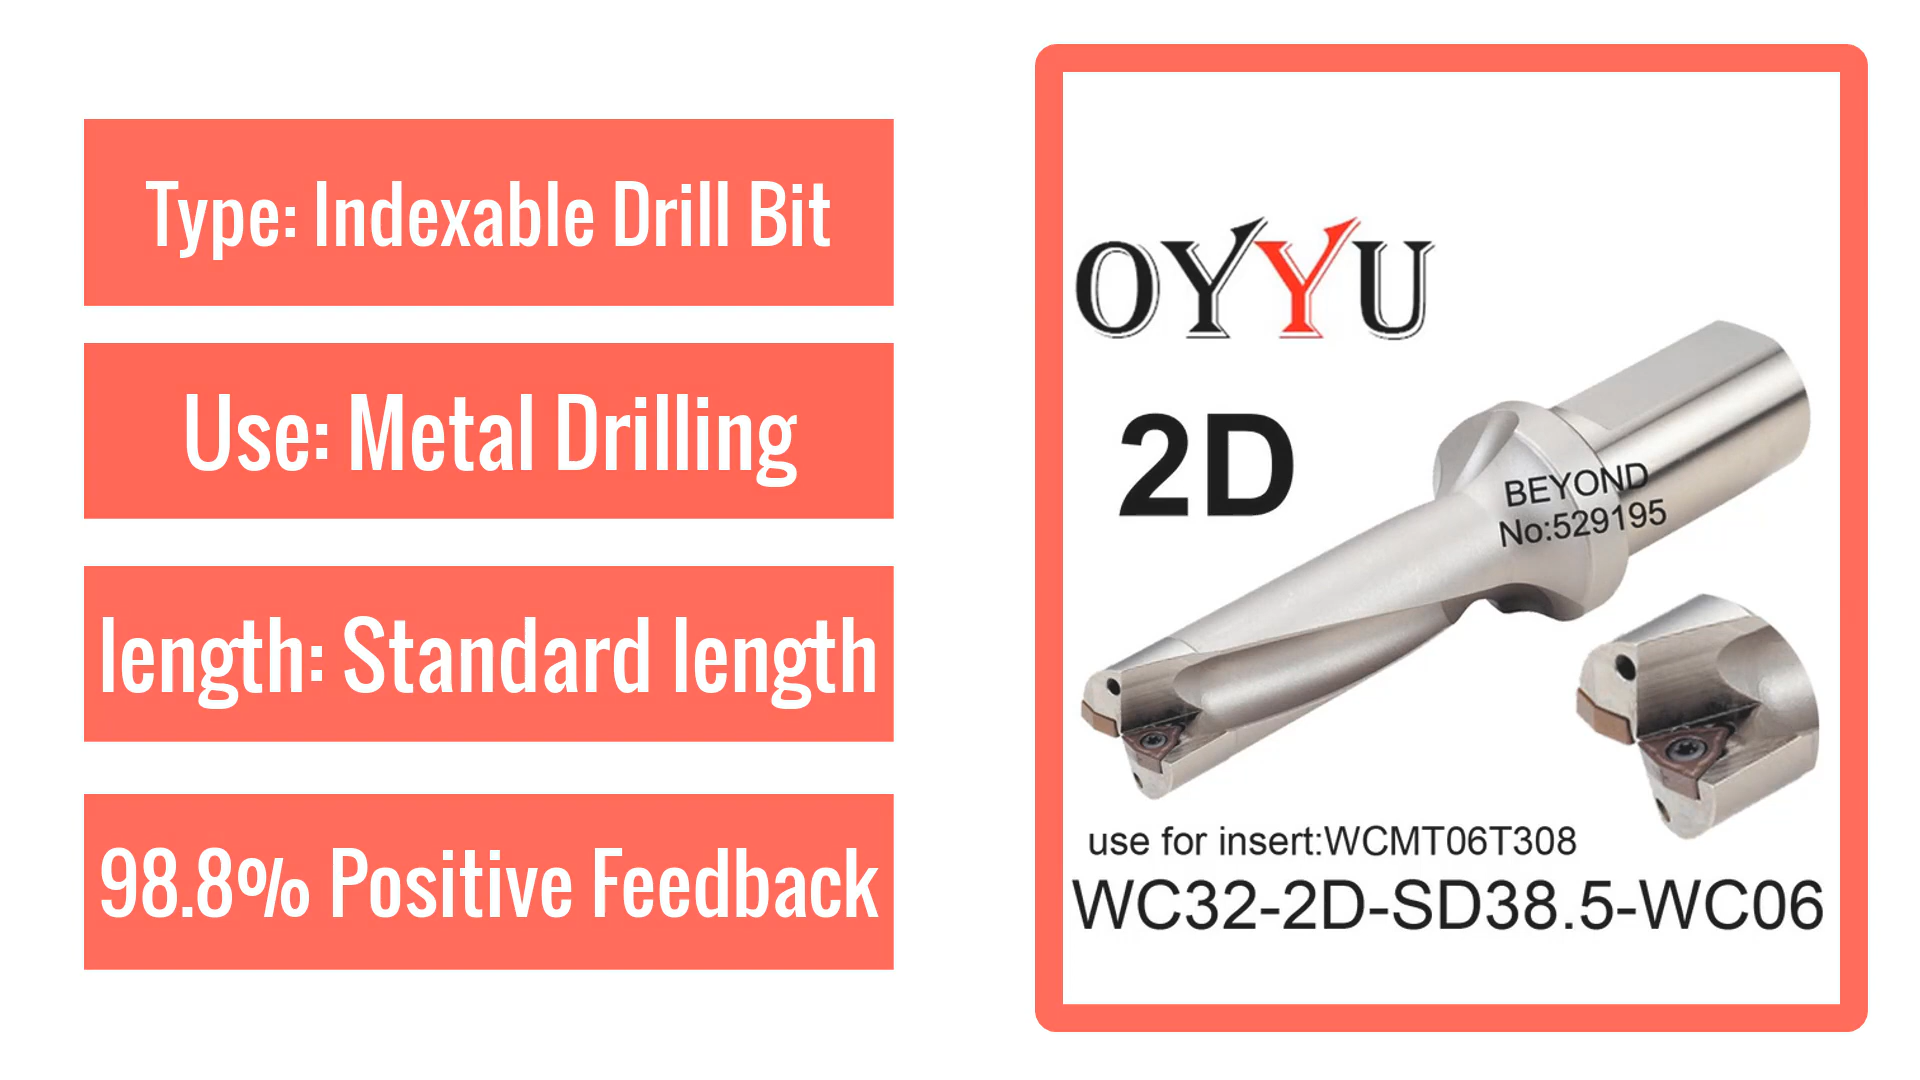 Type: Indexable Drill Bit
Use: Metal Drilling
length: Standard length
98.8% Positive Feedback
OYYU
2D
BEYOND
No:529195
use for insert:WCMT06T308
WC32-2D-SD38.5-WC06